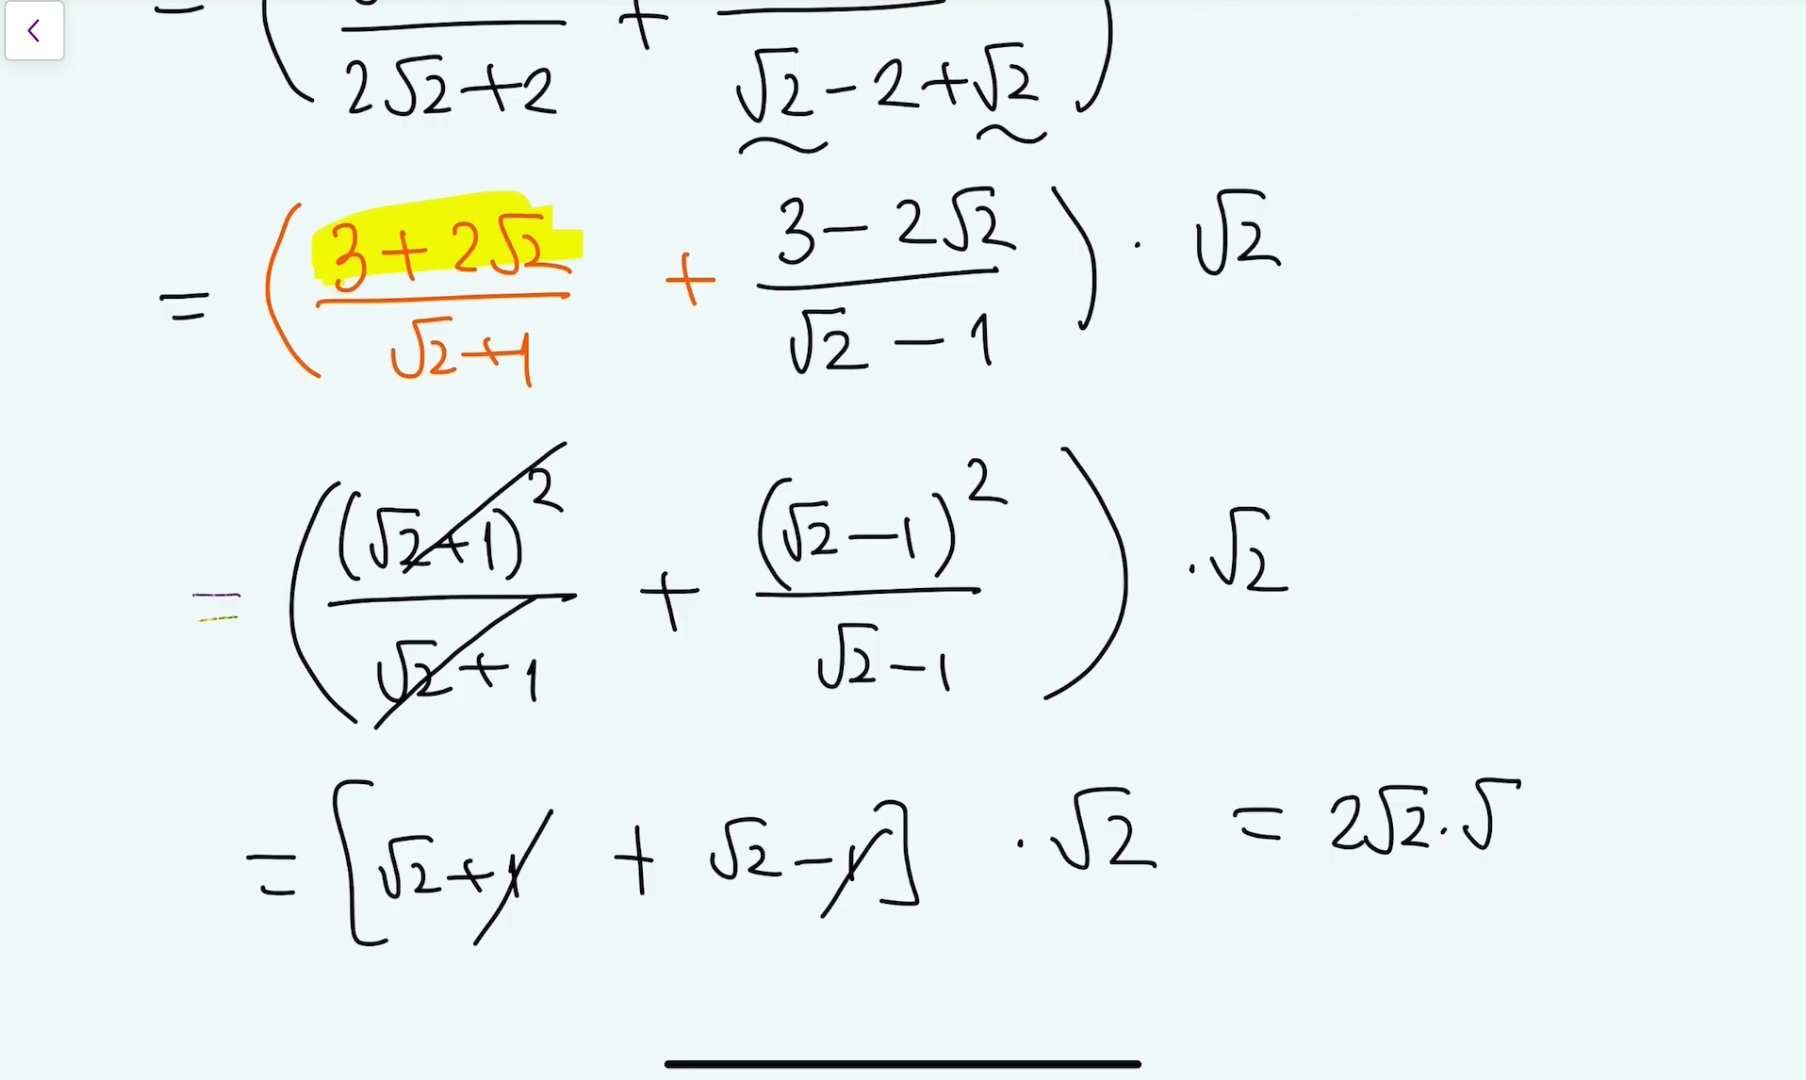 = ( / (2√2+2) + / (√2-2+√2) )
= ( (3+2√2)/(√2+1) + (3-2√2)/(√2-1) ) · √2
= ( (√2+1)²/(√2+1) + (√2-1)²/(√2-1) ) · √2
= [√2+1 + √2-1] · √2 = 2√2·√